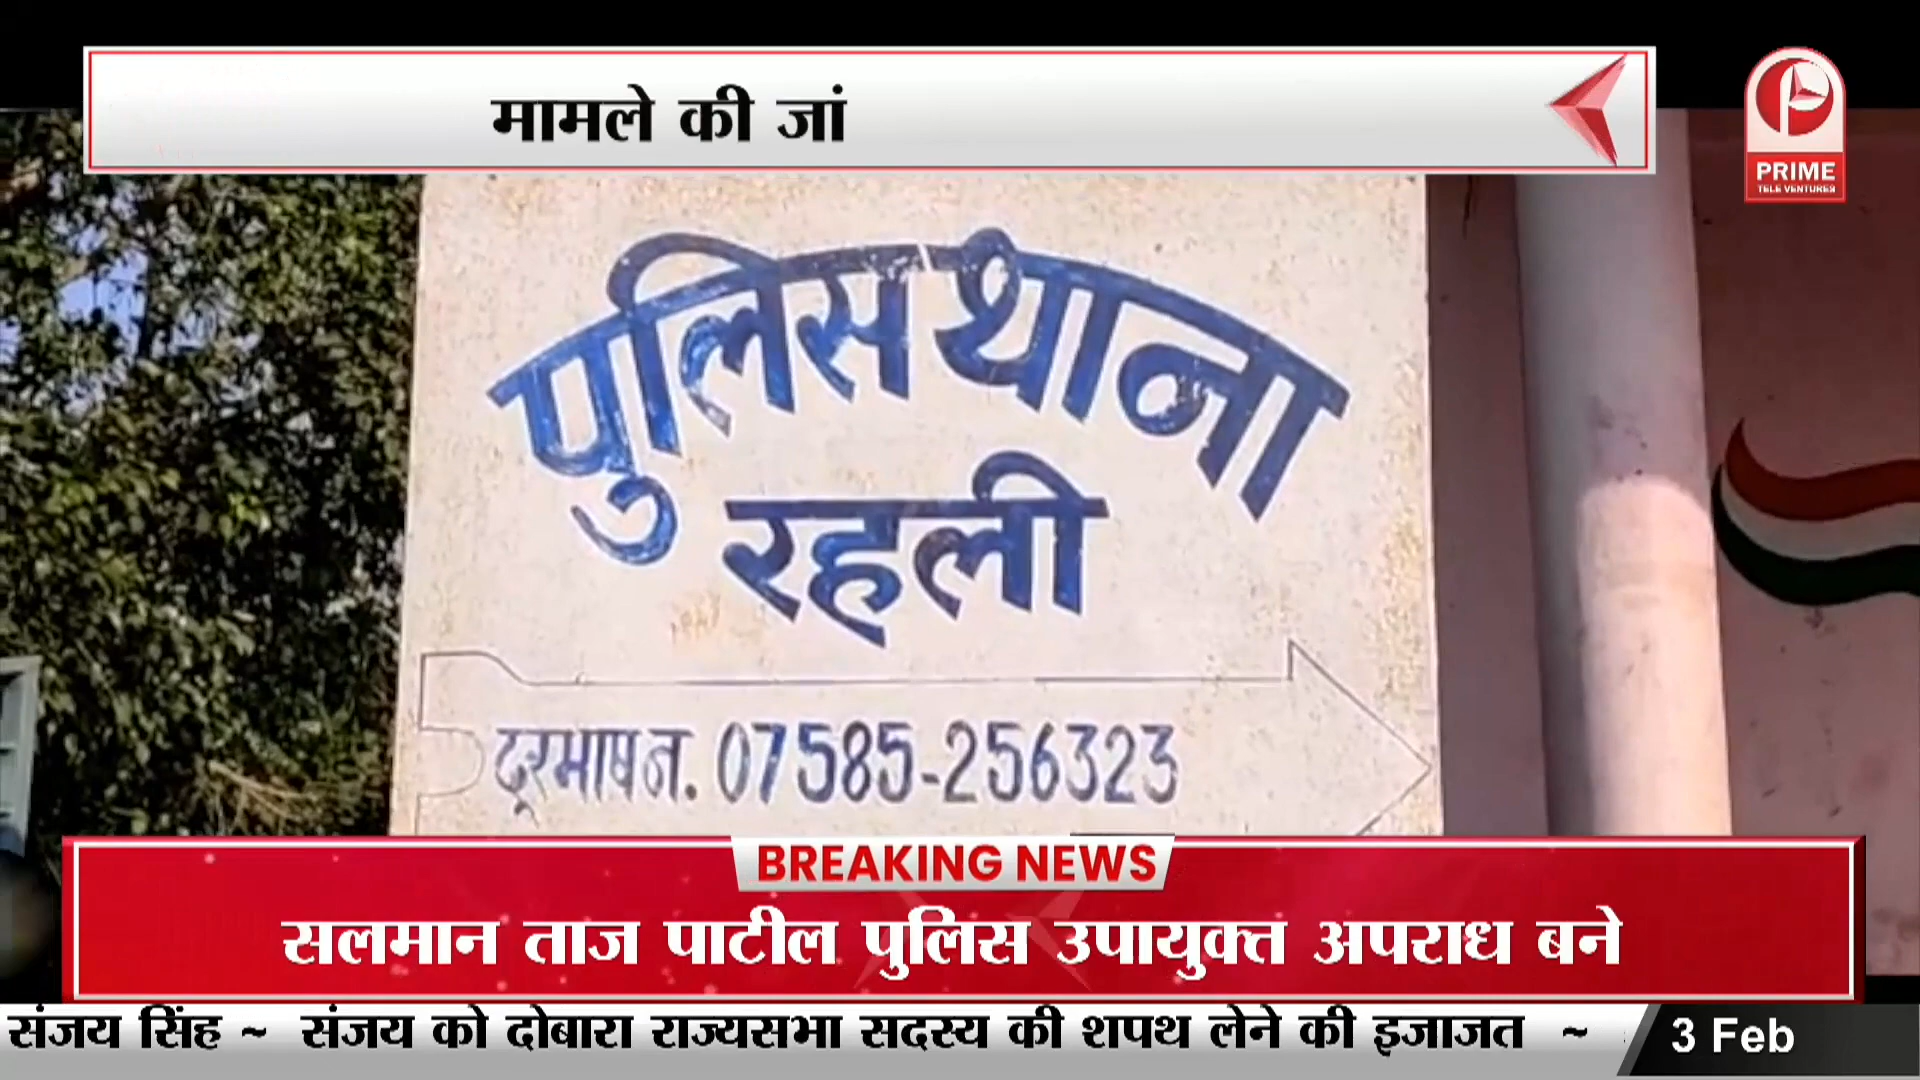 मामले की जां
PRIME
TELE VENTURES
पुलिस थाना
रहली
दूरभाष न. 07585-256323
BREAKING NEWS
सलमान ताज पाटील पुलिस उपायुक्त अपराध बने
संजय सिंह ~ संजय को दोबारा राज्यसभा सदस्य की शपथ लेने की इजाजत ~
3 Feb